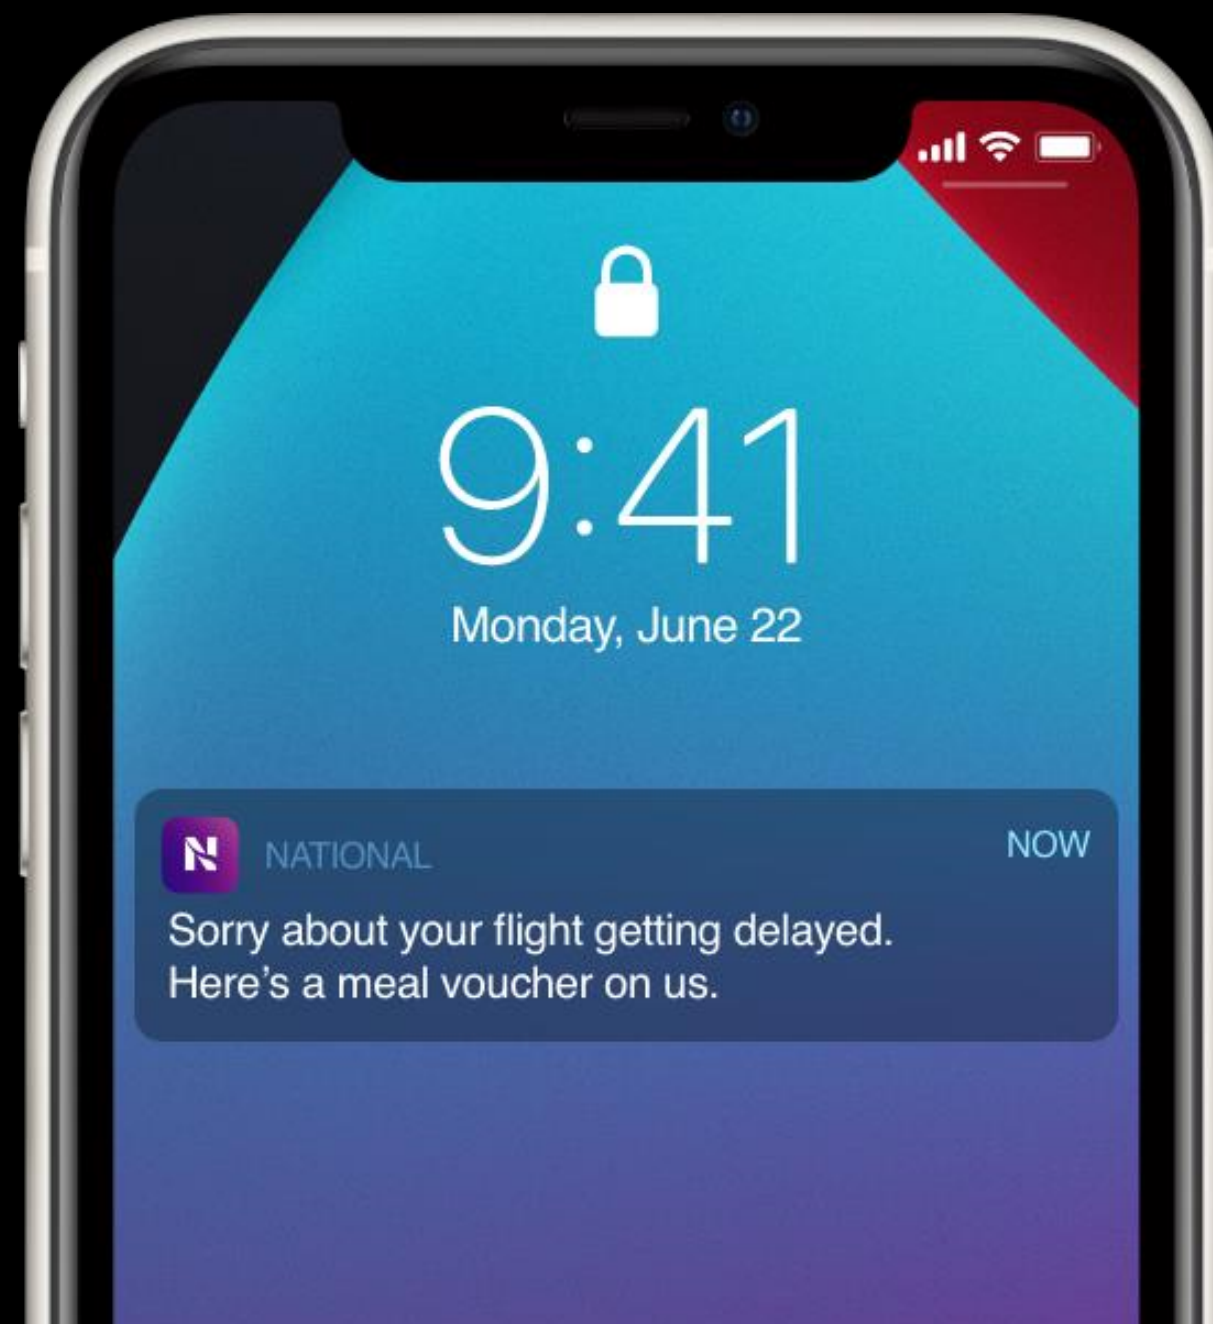 9:41
Monday, June 22
N NATIONAL NOW
Sorry about your flight getting delayed.
Here’s a meal voucher on us.